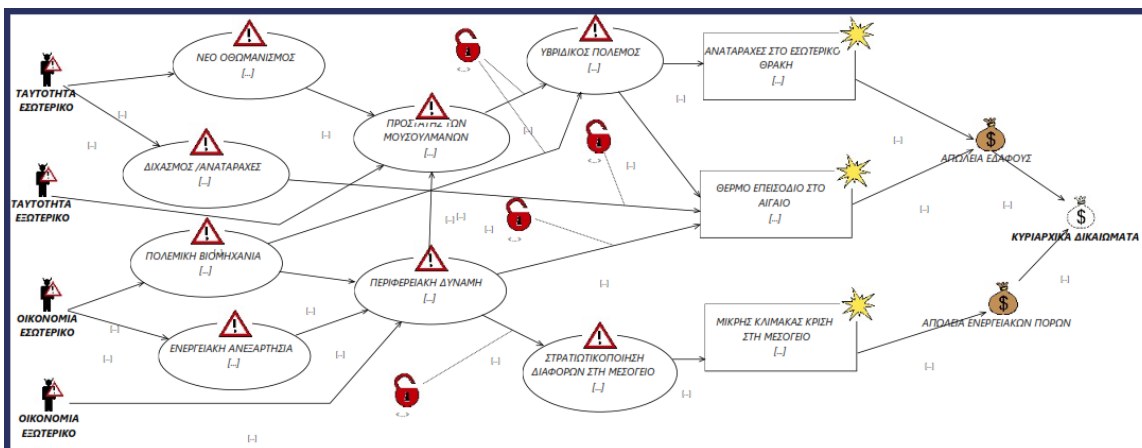 ΝΕΟ ΟΘΩΜΑΝΙΣΜΟΣ
[...]
ΥΒΡΙΔΙΚΟΣ ΠΟΛΕΜΟΣ
[...]
ΑΝΑΤΑΡΑΧΕΣ ΣΤΟ ΕΣΩΤΕΡΙΚΟ
ΘΡΑΚΗ
[...]
ΤΑΥΤΟΤΗΤΑ
ΕΣΩΤΕΡΙΚΟ
ΠΡΟΣΤΑΤΗΣ ΤΩΝ
ΜΟΥΣΟΥΛΜΑΝΩΝ
[...]
ΑΠΩΛΕΙΑ ΕΔΑΦΟΥΣ
ΔΙΧΑΣΜΟΣ /ΑΝΑΤΑΡΑΧΕΣ
[...]
ΤΑΥΤΟΤΗΤΑ
ΕΞΩΤΕΡΙΚΟ
ΘΕΡΜΟ ΕΠΕΙΣΟΔΙΟ ΣΤΟ
ΑΙΓΑΙΟ
[...]
ΚΥΡΙΑΡΧΙΚΑ ΔΙΚΑΙΩΜΑΤΑ
ΠΟΛΕΜΙΚΗ ΒΙΟΜΗΧΑΝΙΑ
[...]
ΠΕΡΙΦΕΡΕΙΑΚΗ ΔΥΝΑΜΗ
[...]
ΟΙΚΟΝΟΜΙΑ
ΕΣΩΤΕΡΙΚΟ
ΕΝΕΡΓΕΙΑΚΗ ΑΝΕΞΑΡΤΗΣΙΑ
[...]
ΣΤΡΑΤΙΩΤΙΚΟΠΟΙΗΣΗ
ΔΙΑΦΟΡΩΝ ΣΤΗ ΜΕΣΟΓΕΙΟ
[...]
ΜΙΚΡΗΣ ΚΛΙΜΑΚΑΣ ΚΡΙΣΗ
ΣΤΗ ΜΕΣΟΓΕΙΟ
[...]
ΑΠΩΛΕΙΑ ΕΝΕΡΓΕΙΑΚΩΝ ΠΟΡΩΝ
ΟΙΚΟΝΟΜΙΑ
ΕΞΩΤΕΡΙΚΟ